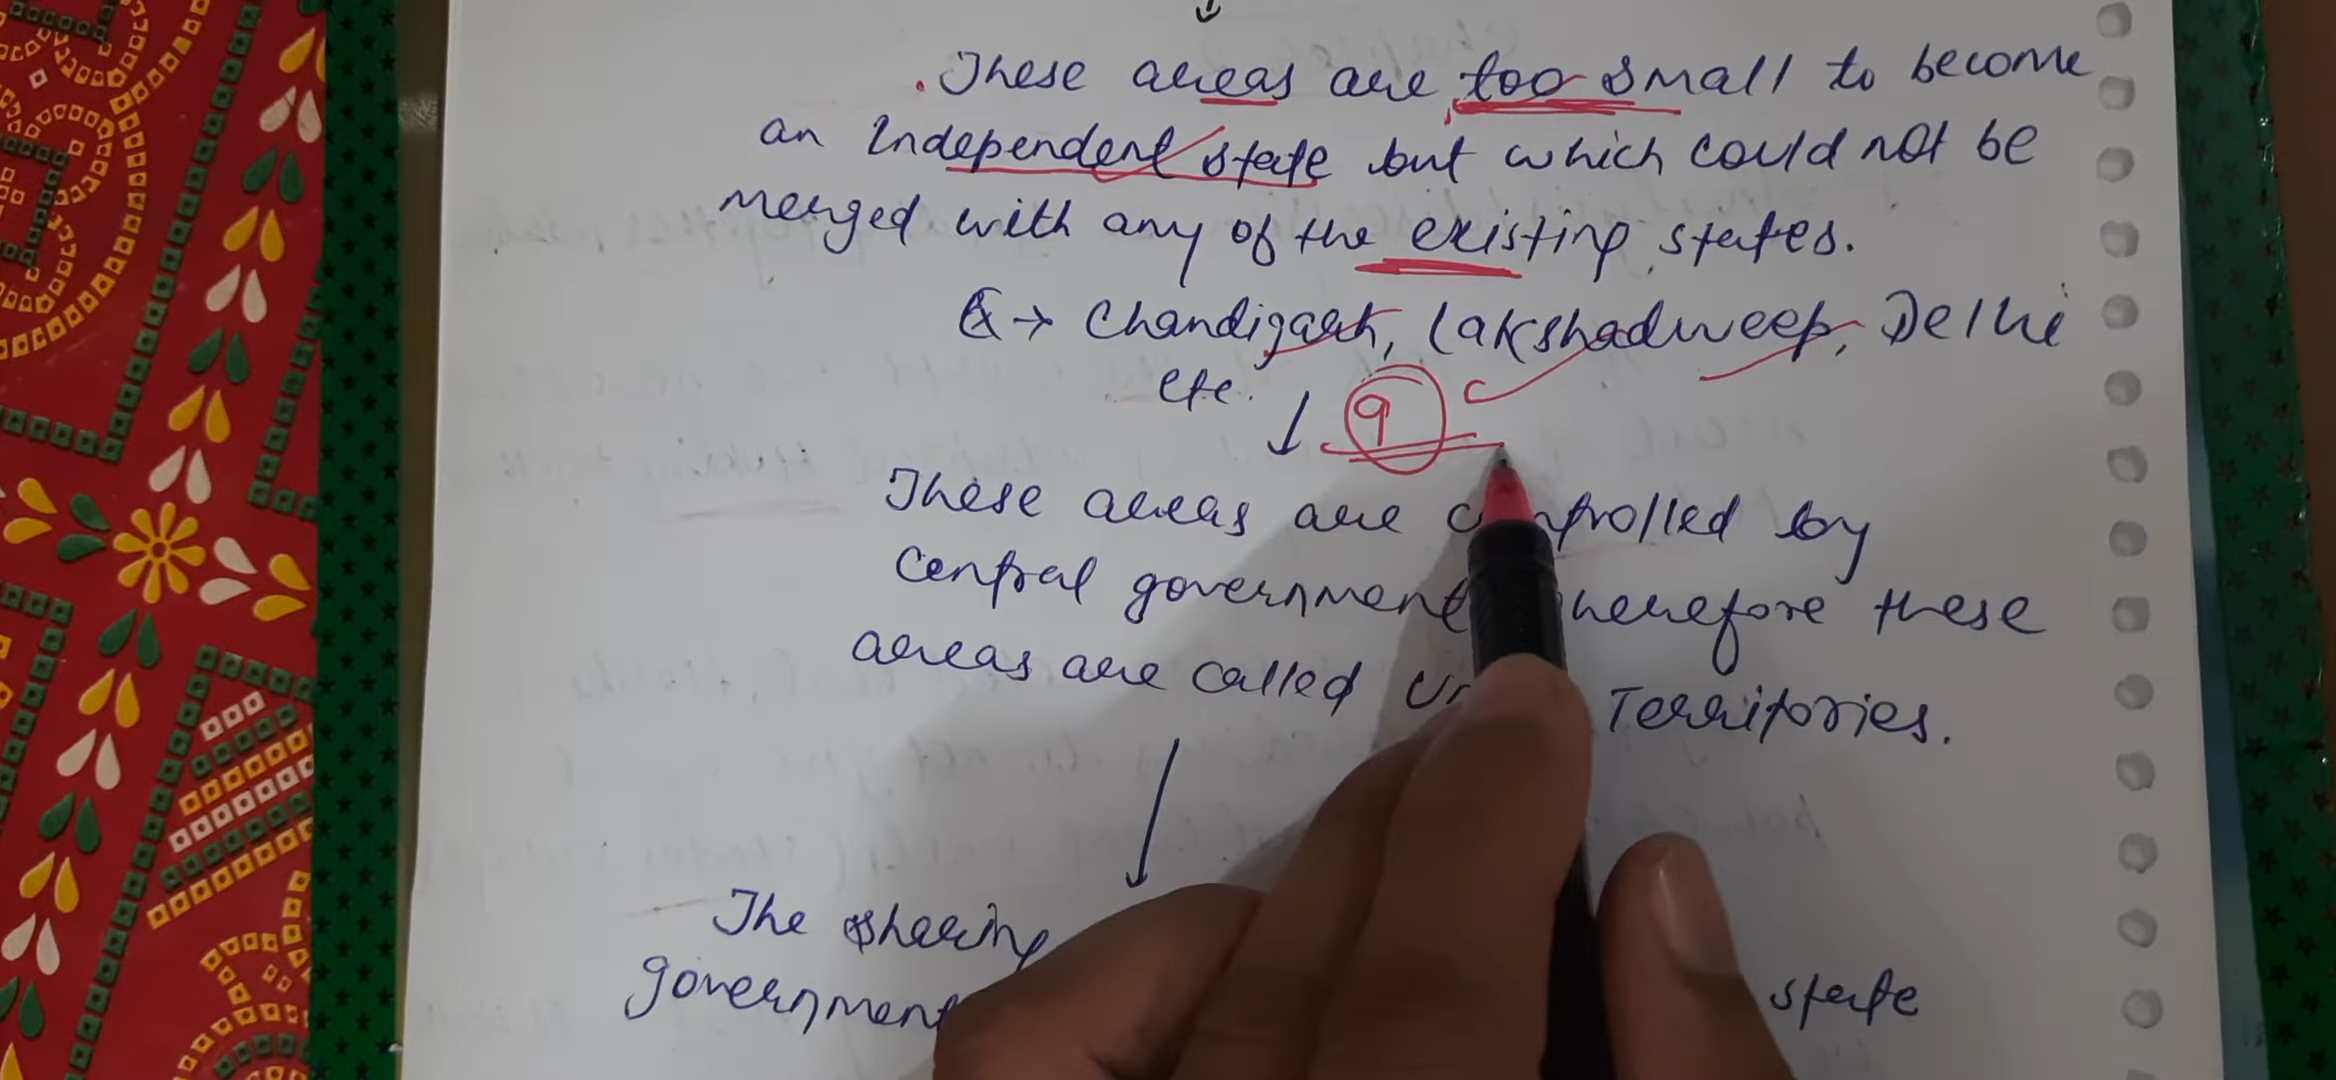 These areas are too small to become
an Independent state but which could not be
merged with any of the existing states.
Ex → Chandigarh, Lakshadweep, Delhi
etc. ↓ 9
These areas are controlled by
central government therefore these
areas are called Territories.
The sharing
government state